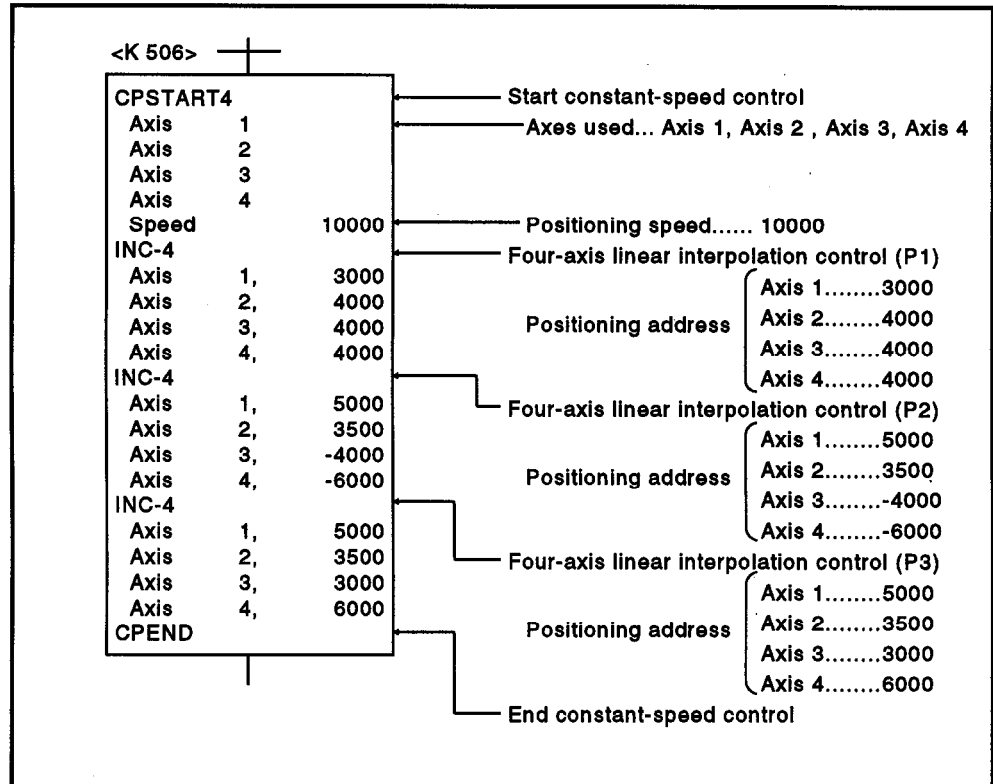 <K 506>
CPSTART4
Axis 1
Axis 2
Axis 3
Axis 4
Speed 10000
INC-4
Axis 1, 3000
Axis 2, 4000
Axis 3, 4000
Axis 4, 4000
INC-4
Axis 1, 5000
Axis 2, 3500
Axis 3, -4000
Axis 4, -6000
INC-4
Axis 1, 5000
Axis 2, 3500
Axis 3, 3000
Axis 4, 6000
CPEND
Start constant-speed control
Axes used... Axis 1, Axis 2 , Axis 3, Axis 4
Positioning speed...... 10000
Four-axis linear interpolation control (P1)
Positioning address
Axis 1........3000
Axis 2........4000
Axis 3........4000
Axis 4........4000
Four-axis linear interpolation control (P2)
Positioning address
Axis 1........5000
Axis 2........3500
Axis 3........-4000
Axis 4........-6000
Four-axis linear interpolation control (P3)
Positioning address
Axis 1........5000
Axis 2........3500
Axis 3........3000
Axis 4........6000
End constant-speed control